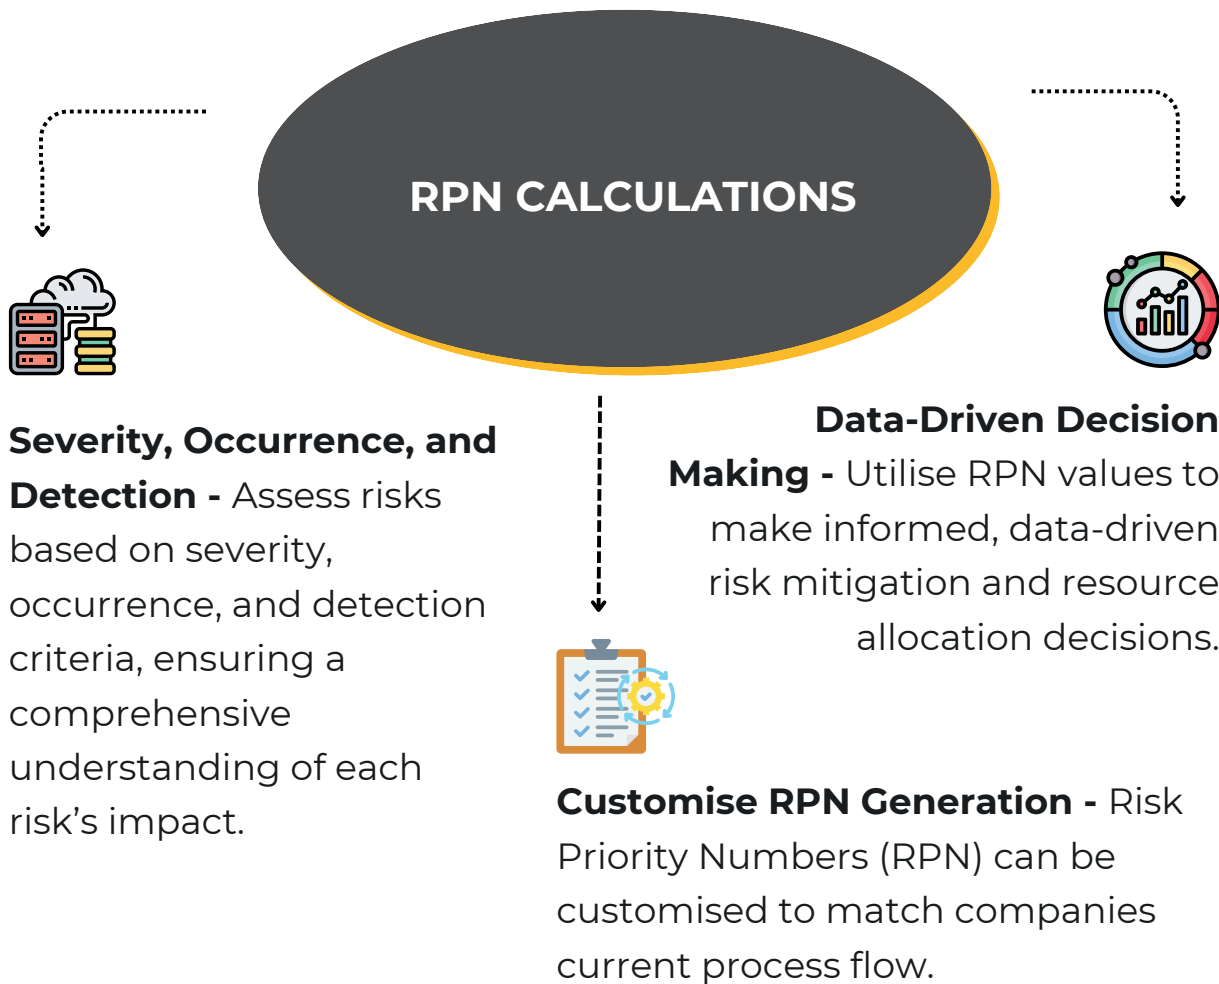 RPN CALCULATIONS
Severity, Occurrence, and
Detection - Assess risks
based on severity,
occurrence, and detection
criteria, ensuring a
comprehensive
understanding of each
risk’s impact.
Data-Driven Decision
Making - Utilise RPN values to
make informed, data-driven
risk mitigation and resource
allocation decisions.
Customise RPN Generation - Risk
Priority Numbers (RPN) can be
customised to match companies
current process flow.